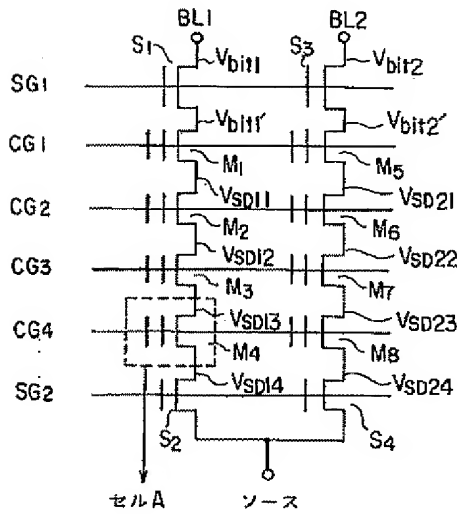 BL1 BL2
S1 S3
Vbit1 Vbit2
SG1
Vbit1' Vbit2'
CG1
M1 M5
VSD11 VSD21
CG2
M2 M6
VSD12 VSD22
CG3
M3 M7
VSD13 VSD23
CG4
M4 M8
VSD14 VSD24
SG2
S2 S4
セルA ソース